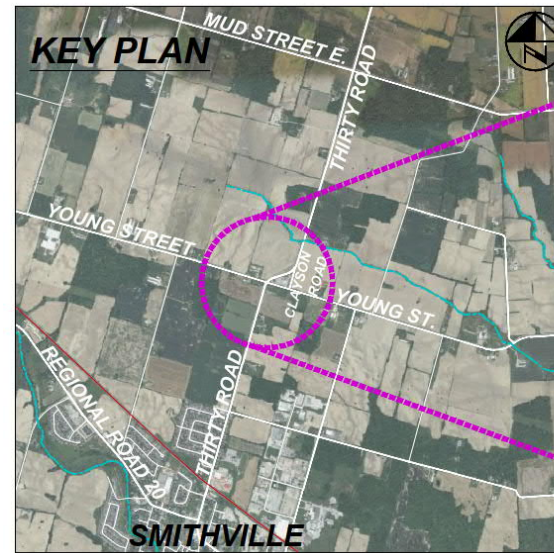 KEY PLAN
MUD STREET E.
THIRTY ROAD
YOUNG STREET
CLAYSON
ROAD
YOUNG ST.
THIRTY ROAD
REGIONAL ROAD 20
SMITHVILLE